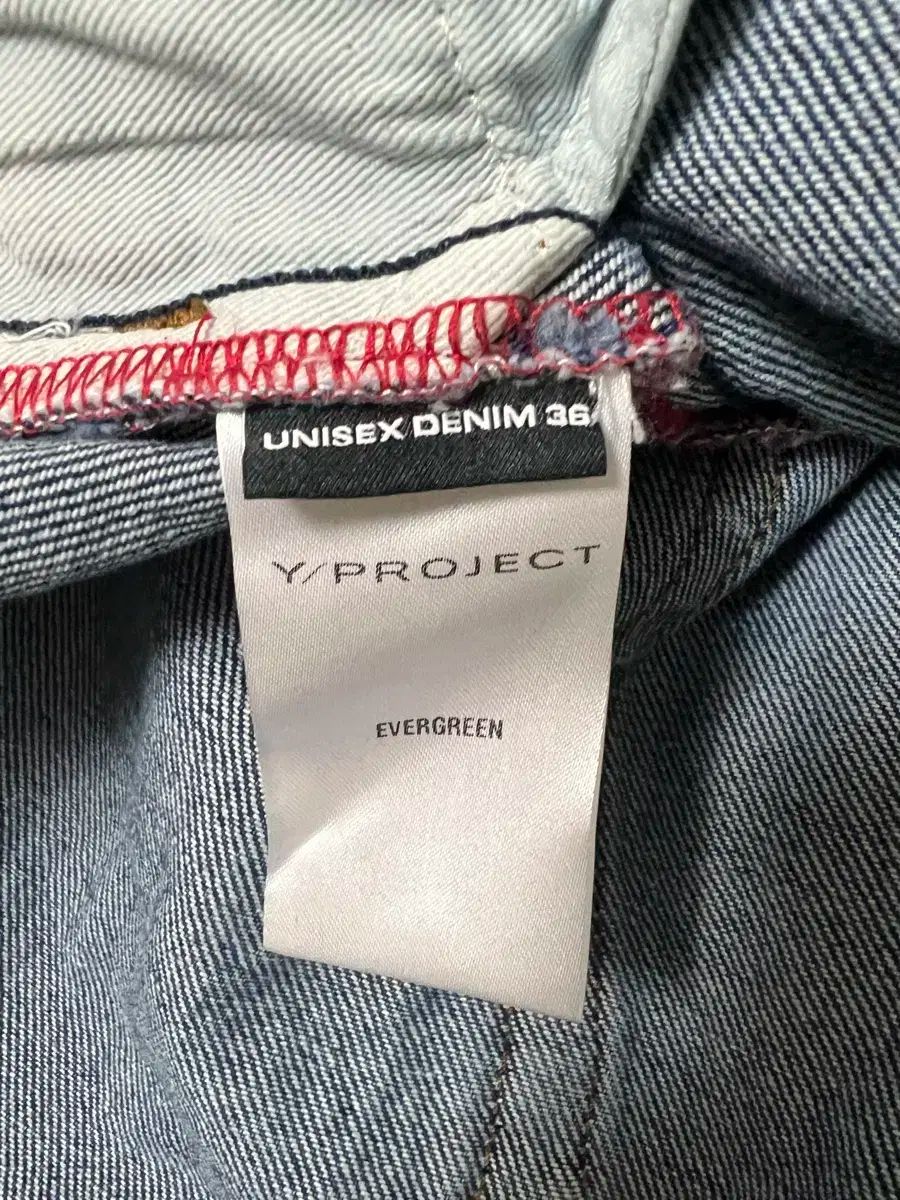 UNISEX DENIM 36
Y/PROJECT
EVERGREEN